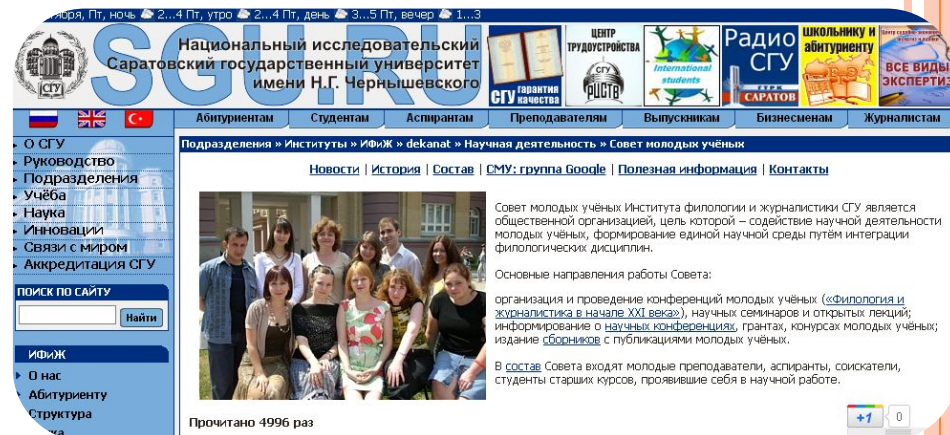 Пт, ночь 2...4 Пт, утро 2...4 Пт, день 3...5 Пт, вечер 1...3
SGU.RU
Национальный исследовательский
Саратовский государственный университет
имени Н.Г. Чернышевского
СГУ
СГУ гарантия качества
ЦЕНТР ТРУДОУСТРОЙСТВА
СГУ
РЦСТВ
International students
Радио СГУ
САРАТОВ
ШКОЛЬНИКУ И абитуриенту
ВСЕ ВИДЫ
ЭКСПЕРТИ
Абитуриентам Студентам Аспирантам Преподавателям Выпускникам Бизнесменам Журналистам
О СГУ
Руководство
Подразделения
Учёба
Наука
Инновации
Связи с миром
Аккредитация СГУ
ПОИСК ПО САЙТУ
Найти
ИФиЖ
О нас
Абитуриенту
Структура
Подразделения » Институты » ИФиЖ » dekanat » Научная деятельность » Совет молодых учёных
Новости | История | Состав | СМУ: группа Google | Полезная информация | Контакты
Совет молодых учёных Института филологии и журналистики СГУ является
общественной организацией, цель которой – содействие научной деятельности
молодых учёных, формирование единой научной среды путём интеграции
филологических дисциплин.
Основные направления работы Совета:
организация и проведение конференций молодых учёных («Филология и
журналистика в начале XXI века»), научных семинаров и открытых лекций;
информирование о научных конференциях, грантах, конкурсах молодых учёных;
издание сборников с публикациями молодых учёных.
В состав Совета входят молодые преподаватели, аспиранты, соискатели,
студенты старших курсов, проявившие себя в научной работе.
Прочитано 4996 раз
+1 0